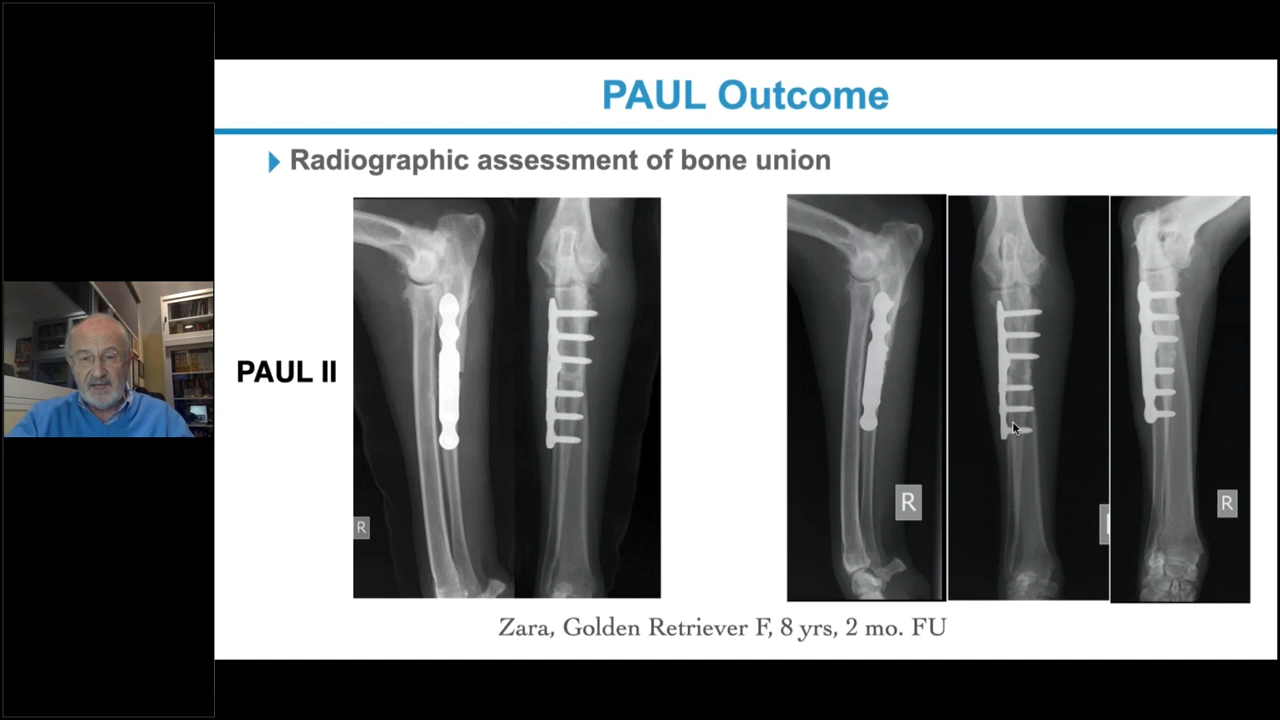 PAUL Outcome
Radiographic assessment of bone union
PAUL II
R
R
R
Zara, Golden Retriever F, 8 yrs, 2 mo. FU